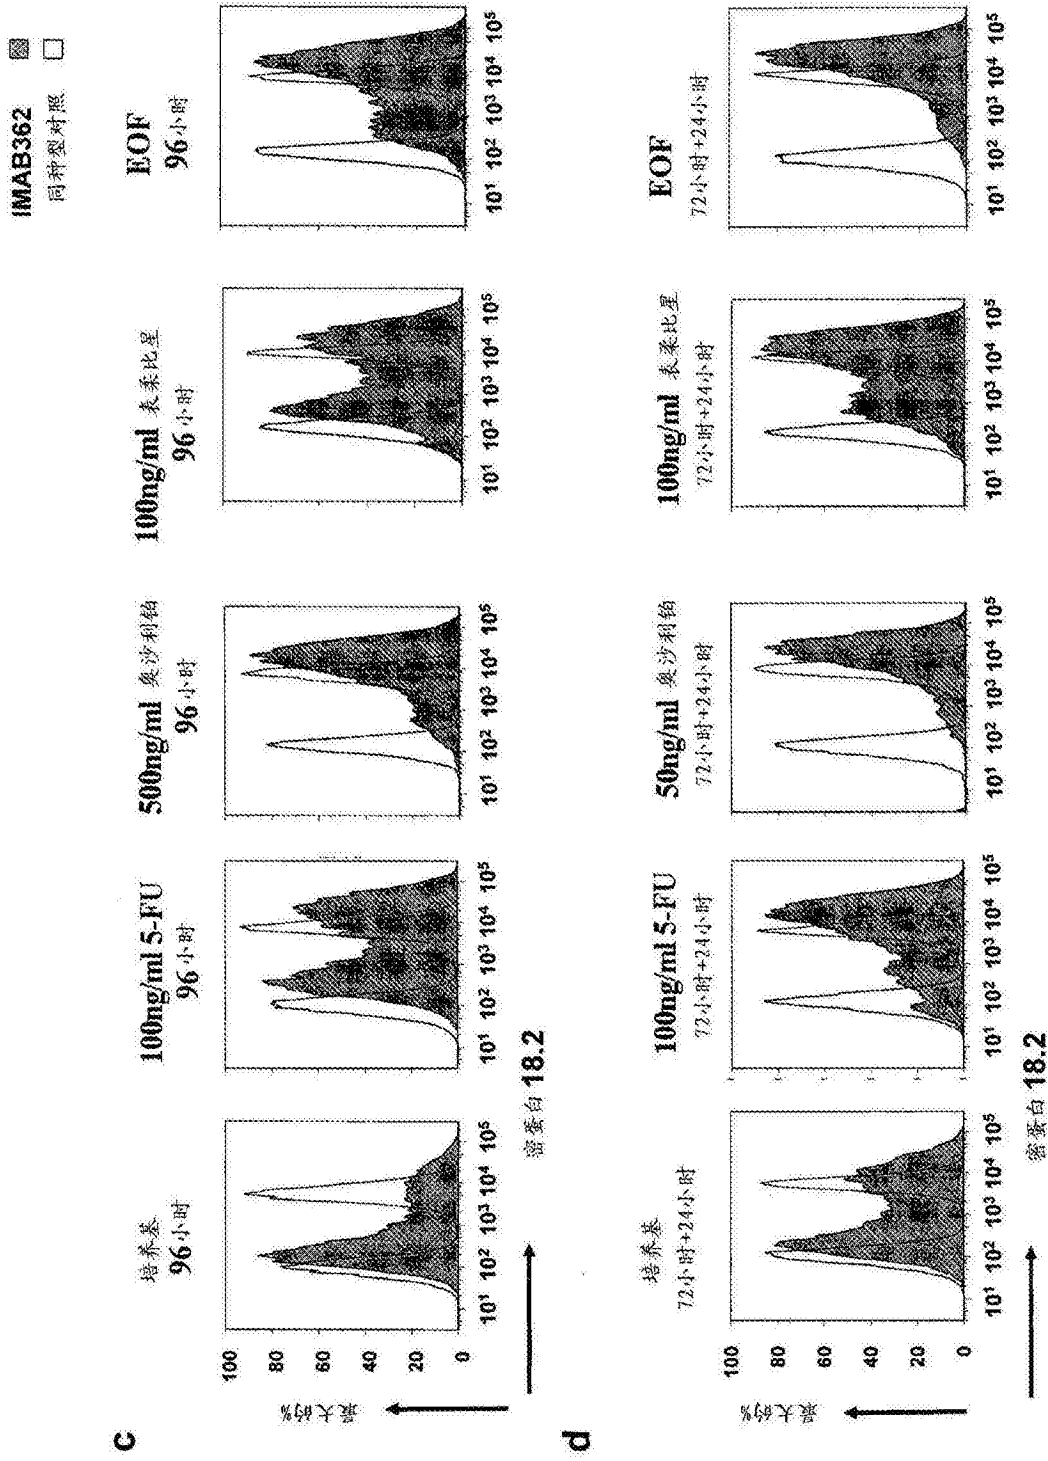 IMAB362
同种型对照
c
最大的%
100
80
60
40
20
0
培养基
96小时
10¹ 10² 10³ 10⁴ 10⁵
100ng/ml 5-FU
96小时
10¹ 10² 10³ 10⁴ 10⁵
500ng/ml 奥沙利铂
96小时
10¹ 10² 10³ 10⁴ 10⁵
100ng/ml 表柔比星
96小时
10¹ 10² 10³ 10⁴ 10⁵
EOF
96小时
10¹ 10² 10³ 10⁴ 10⁵
密蛋白 18.2
d
最大的%
100
80
60
40
20
0
培养基
72小时+24小时
10¹ 10² 10³ 10⁴ 10⁵
100ng/ml 5-FU
72小时+24小时
10¹ 10² 10³ 10⁴ 10⁵
50ng/ml 奥沙利铂
72小时+24小时
10¹ 10² 10³ 10⁴ 10⁵
100ng/ml 表柔比星
72小时+24小时
10¹ 10² 10³ 10⁴ 10⁵
EOF
72小时+24小时
10¹ 10² 10³ 10⁴ 10⁵
密蛋白 18.2